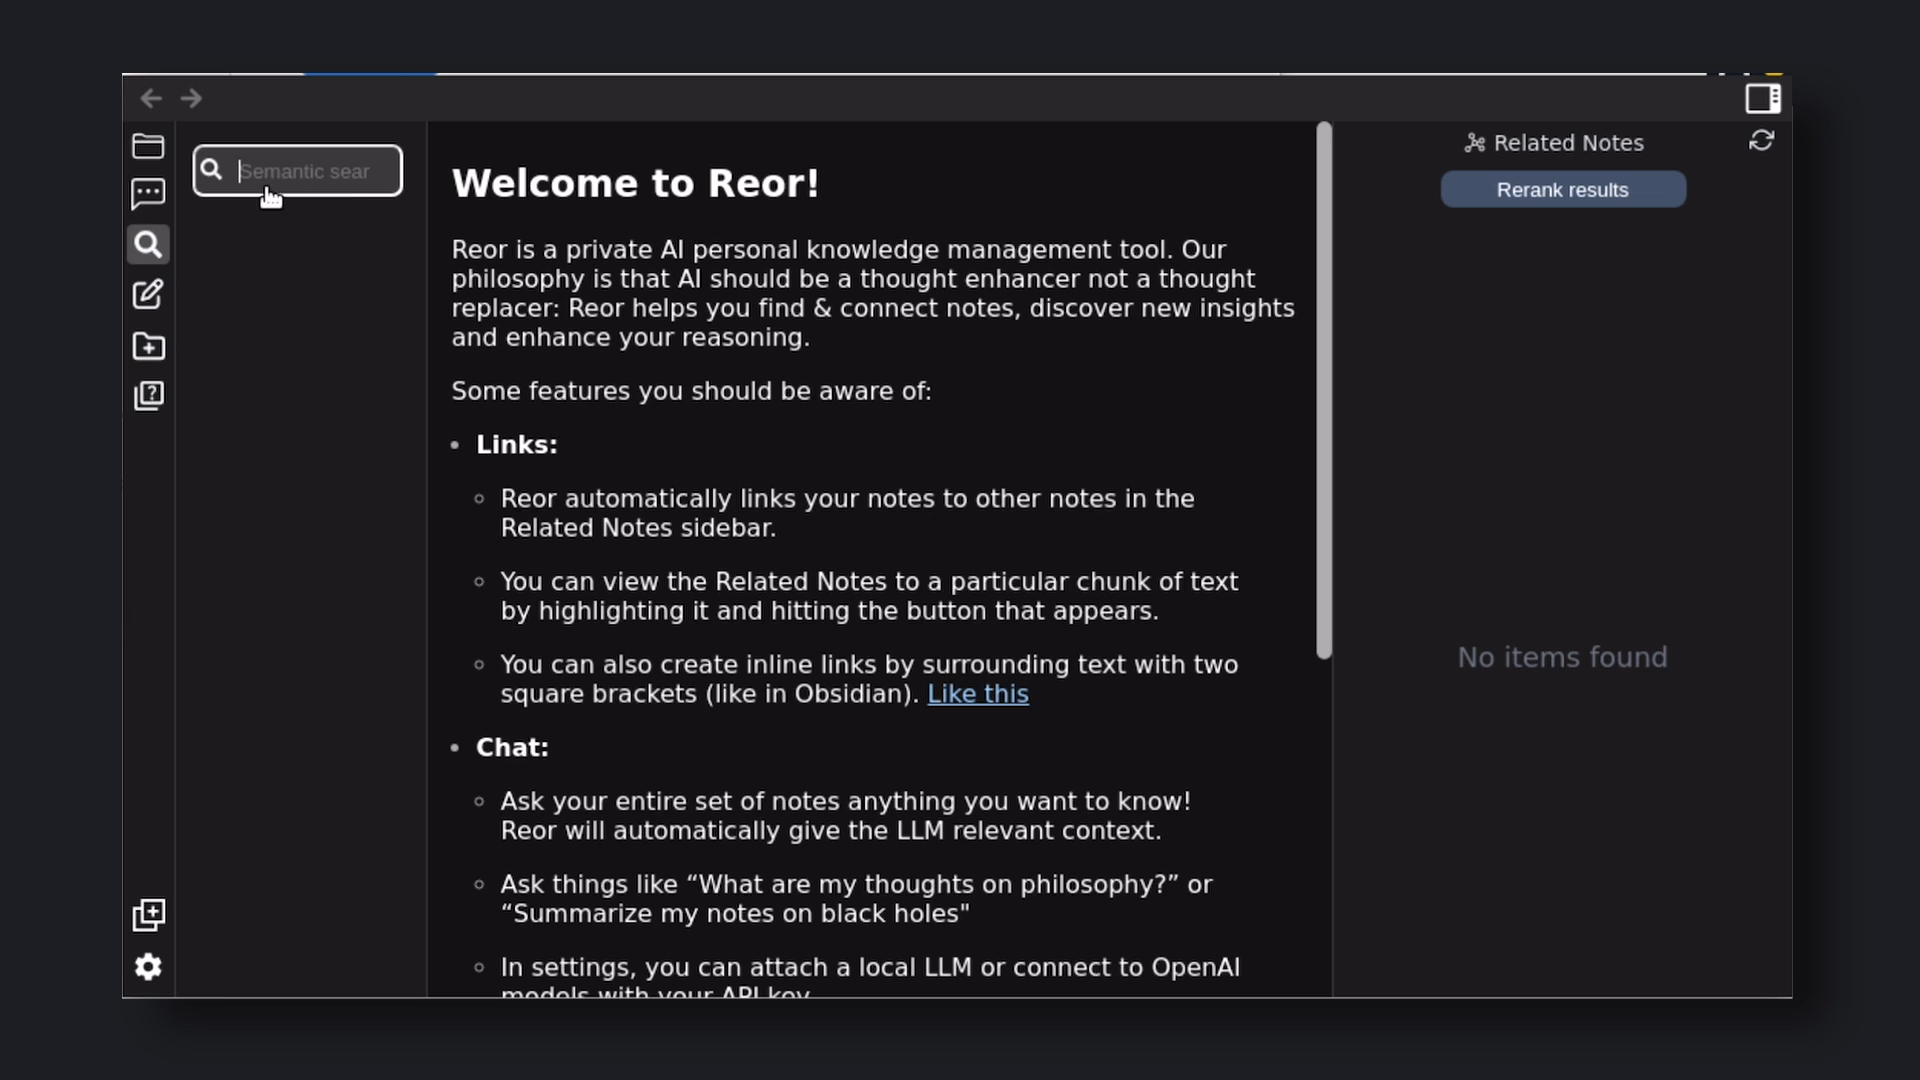 Semantic sear
Welcome to Reor!
Reor is a private AI personal knowledge management tool. Our
philosophy is that AI should be a thought enhancer not a thought
replacer: Reor helps you find & connect notes, discover new insights
and enhance your reasoning.
Some features you should be aware of:
• Links:
◦ Reor automatically links your notes to other notes in the
Related Notes sidebar.
◦ You can view the Related Notes to a particular chunk of text
by highlighting it and hitting the button that appears.
◦ You can also create inline links by surrounding text with two
square brackets (like in Obsidian). Like this
• Chat:
◦ Ask your entire set of notes anything you want to know!
Reor will automatically give the LLM relevant context.
◦ Ask things like “What are my thoughts on philosophy?” or
“Summarize my notes on black holes"
◦ In settings, you can attach a local LLM or connect to OpenAI
models with your API key
Related Notes
Rerank results
No items found